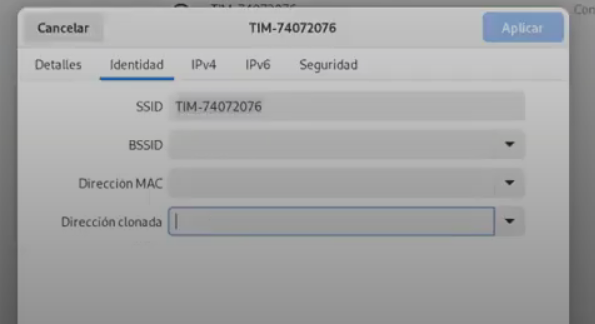 Cancelar TIM-74072076 Aplicar
Detalles Identidad IPv4 IPv6 Seguridad
SSID TIM-74072076
BSSID
Dirección MAC
Dirección clonada